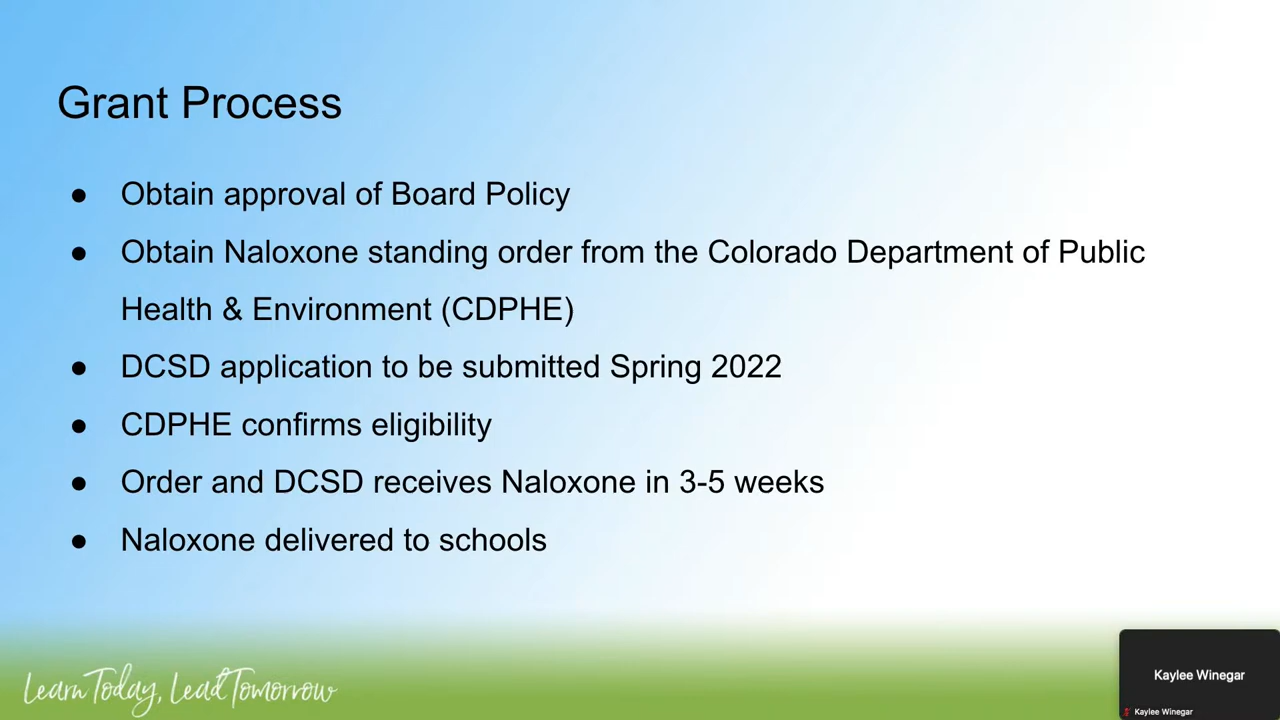 Grant Process
● Obtain approval of Board Policy
● Obtain Naloxone standing order from the Colorado Department of Public
Health & Environment (CDPHE)
● DCSD application to be submitted Spring 2022
● CDPHE confirms eligibility
● Order and DCSD receives Naloxone in 3-5 weeks
● Naloxone delivered to schools
Learn Today, Lead Tomorrow
Kaylee Winegar
Kaylee Winegar